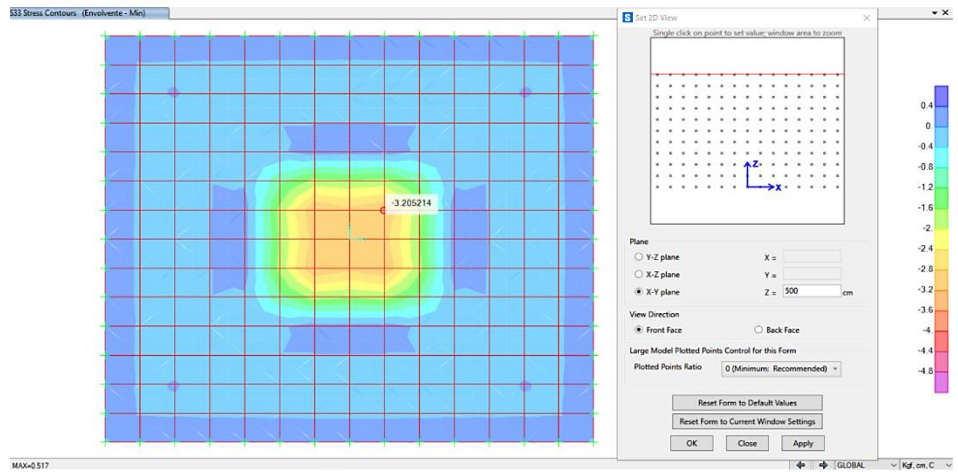 S33 Stress Contours (Envolvente - Min)
Set 2D View
Single click on point to set value; window area to zoom
Z
X
-3.205214
Plane
Y-Z plane
X =
X-Z plane
Y =
X-Y plane
Z = 500 cm
View Direction
Front Face
Back Face
Large Model Plotted Points Control for this Form
Plotted Points Ratio
0 (Minimum: Recommended)
Reset Form to Default Values
Reset Form to Current Window Settings
OK
Close
Apply
0.4
0
-0.4
-0.8
-1.2
-1.6
-2.
-2.4
-2.8
-3.2
-3.6
-4.
-4.4
-4.8
MAX=0.517
GLOBAL
Kgf, cm, C